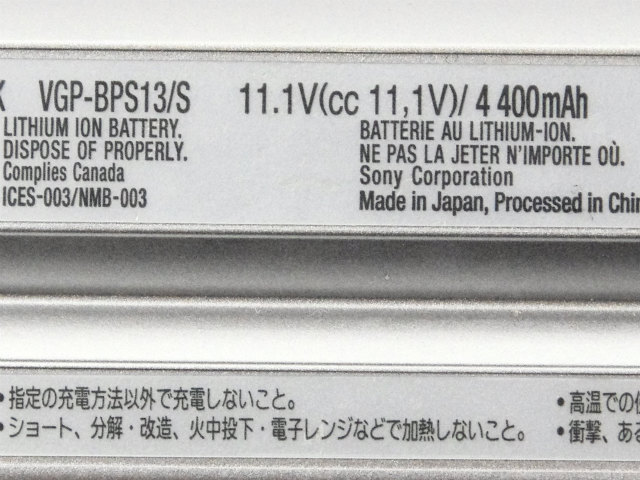 VGP-BPS13/S 11.1V(cc 11,1V)/ 4 400mAh
LITHIUM ION BATTERY. BATTERIE AU LITHIUM-ION.
DISPOSE OF PROPERLY. NE PAS LA JETER N'IMPORTE OÙ.
Complies Canada Sony Corporation
ICES-003/NMB-003 Made in Japan, Processed in Chin
•指定の充電方法以外で充電しないこと。 •高温での
•ショート、分解・改造、火中投下・電子レンジなどで加熱しないこと。 •衝撃、ある